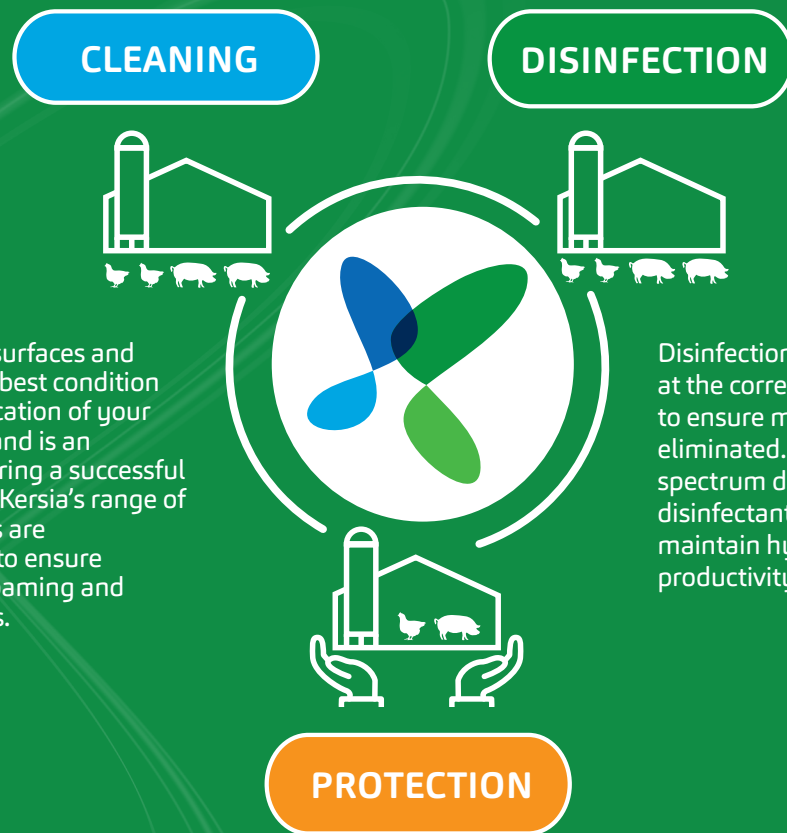 CLEANING
DISINFECTION
surfaces and
best condition
cation of your
and is an
ring a successful
Kersia's range of
s are
to ensure
aming and
s.
Disinfection
at the corre
to ensure m
eliminated.
spectrum d
disinfectant
maintain hy
productivity
PROTECTION